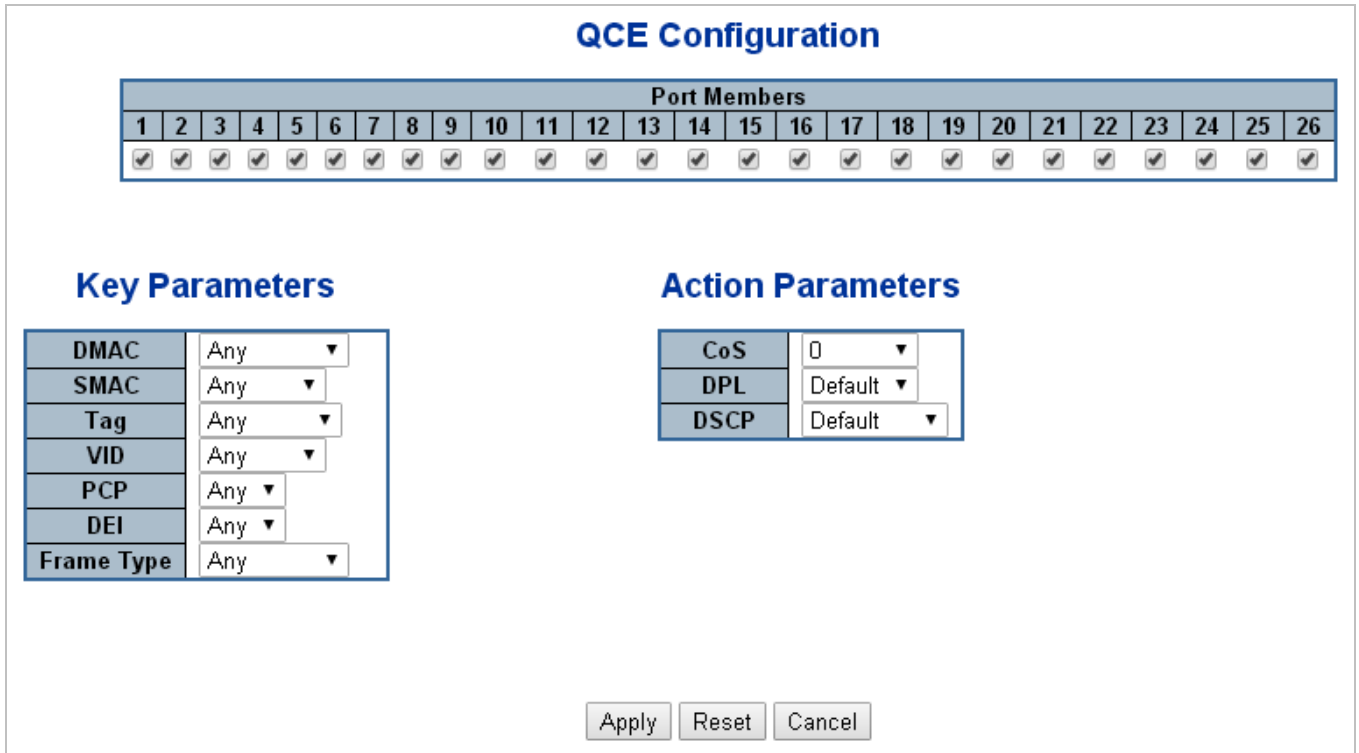 QCE Configuration
Port Members
1 2 3 4 5 6 7 8 9 10 11 12 13 14 15 16 17 18 19 20 21 22 23 24 25 26
Key Parameters
DMAC Any
SMAC Any
Tag Any
VID Any
PCP Any
DEI Any
Frame Type Any
Action Parameters
CoS 0
DPL Default
DSCP Default
Apply Reset Cancel